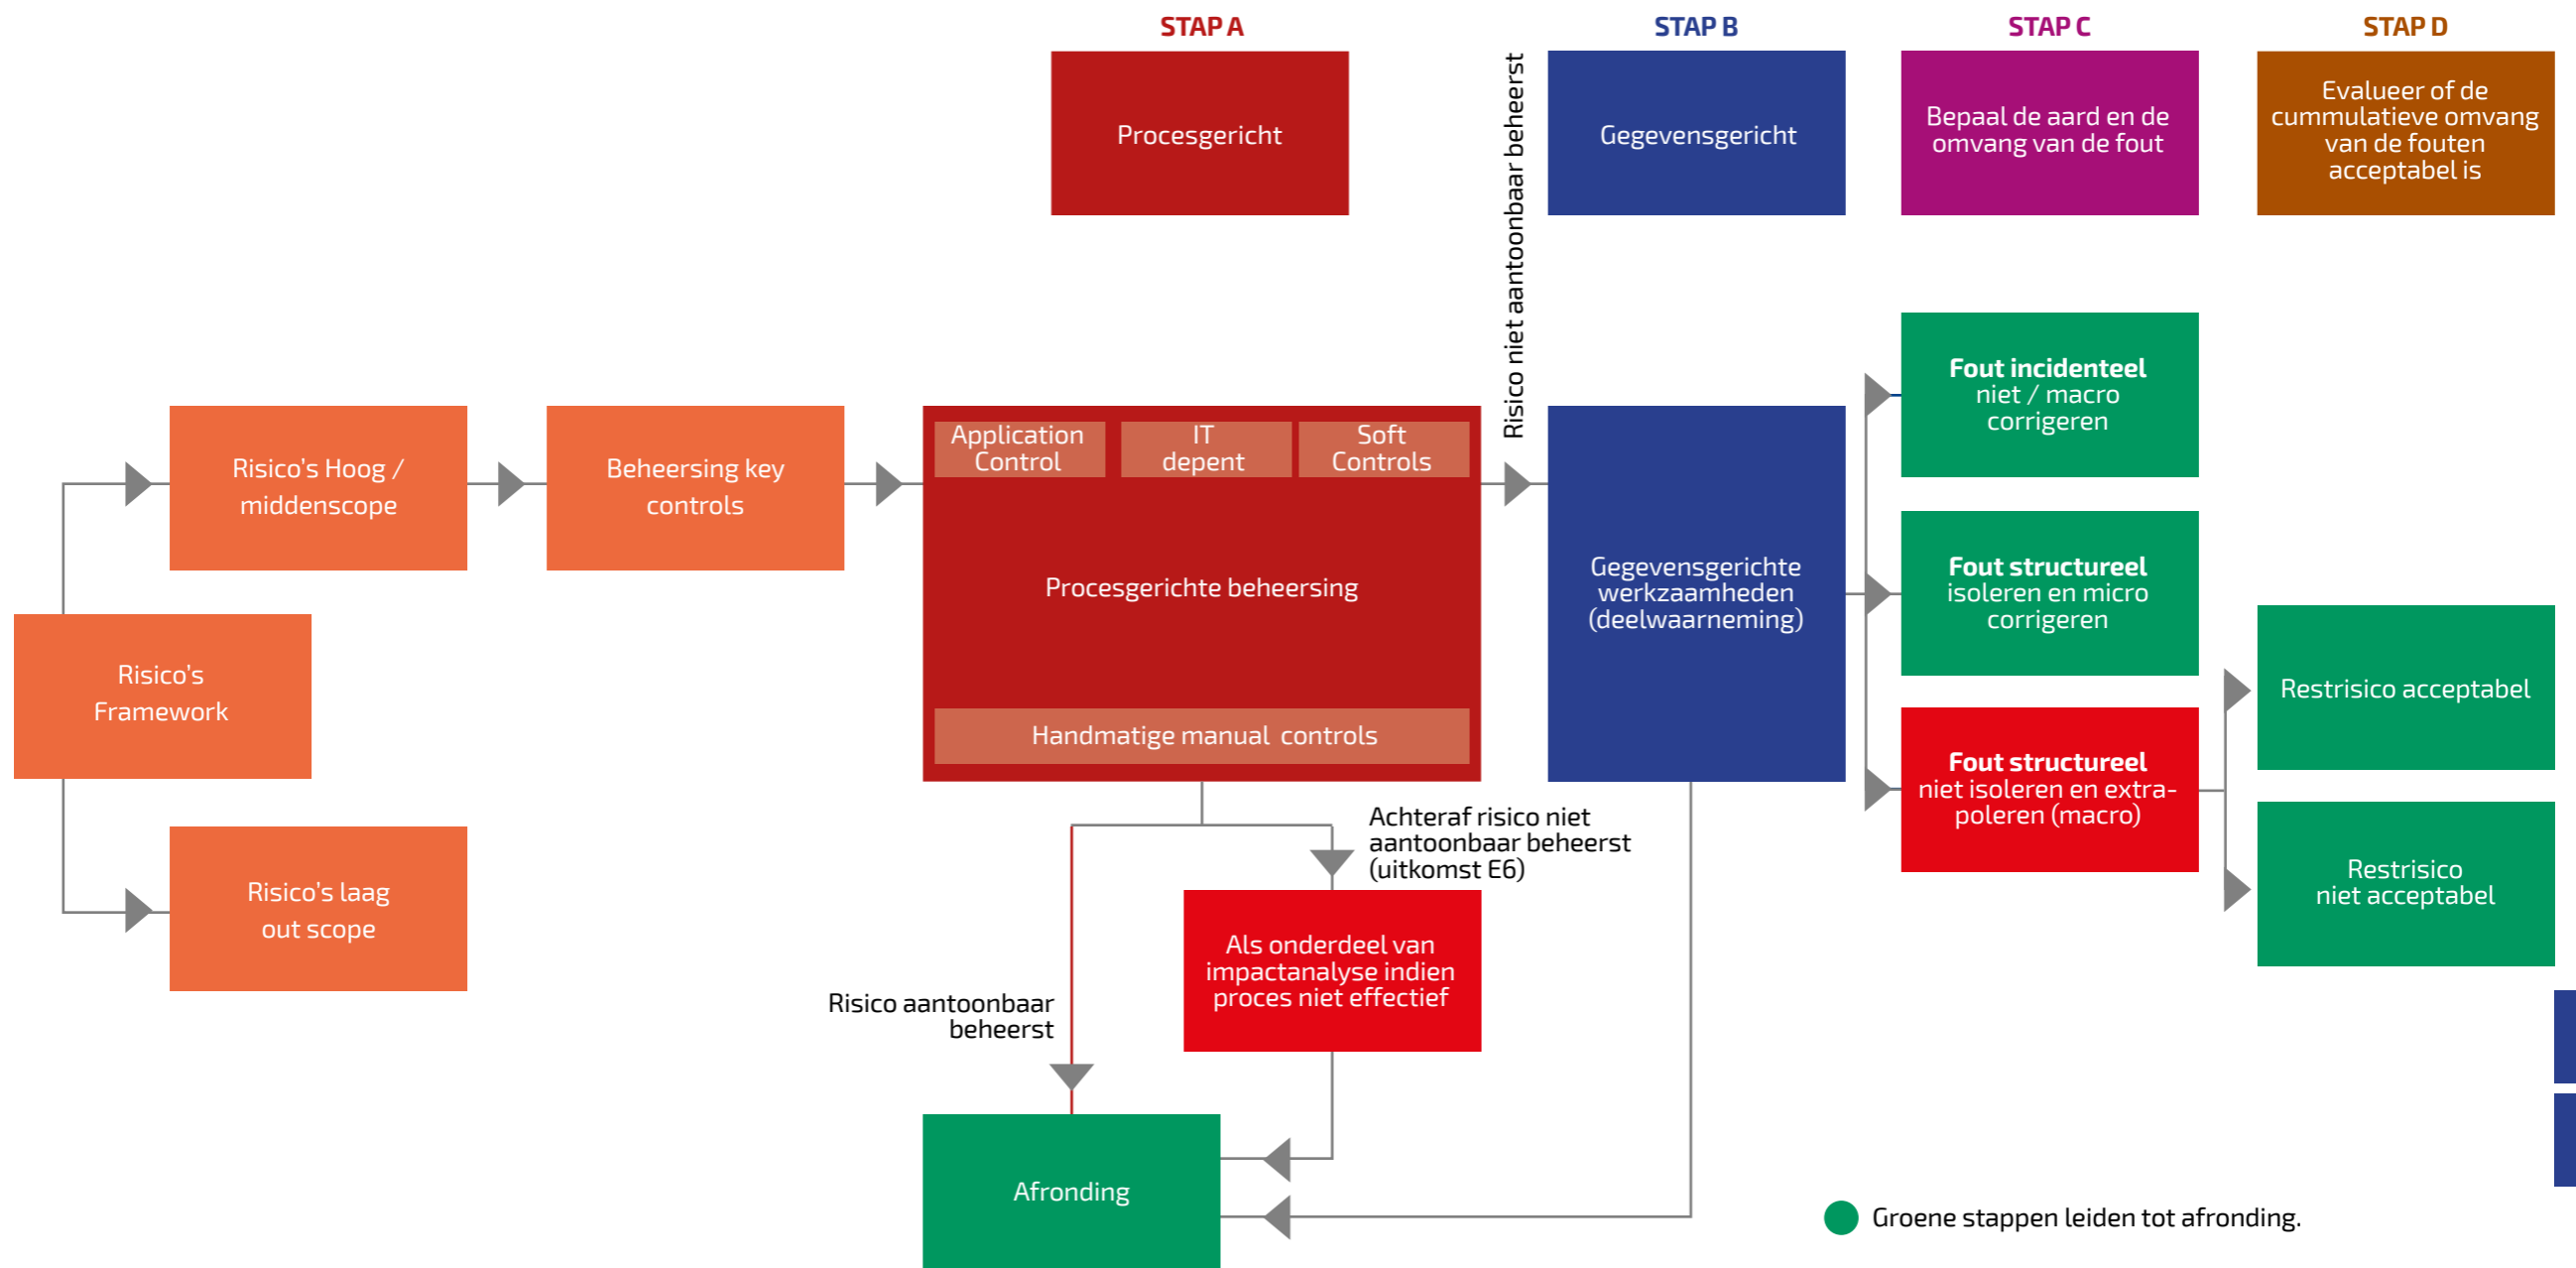 STAP A
Procesgericht
Risico niet aantoonbaar beheerst
STAP B
Gegevensgericht
STAP C
Bepaal de aard en de
omvang van de fout
STAP D
Evalueer of de
cummulatieve omvang
van de fouten
acceptabel is
Risico's
Framework
Risico's Hoog /
middenscope
Risico's laag
out scope
Beheersing key
controls
Application
Control
IT
depent
Soft
Controls
Procesgerichte beheersing
Handmatige manual controls
Gegevensgerichte
werkzaamheden
(deelwaarneming)
Fout incidenteel
niet / macro
corrigeren
Fout structureel
isoleren en micro
corrigeren
Fout structureel
niet isoleren en extra-
poleren (macro)
Restrisico acceptabel
Restrisico
niet acceptabel
Achteraf risico niet
aantoonbaar beheerst
(uitkomst E6)
Als onderdeel van
impactanalyse indien
proces niet effectief
Risico aantoonbaar
beheerst
Afronding
Groene stappen leiden tot afronding.